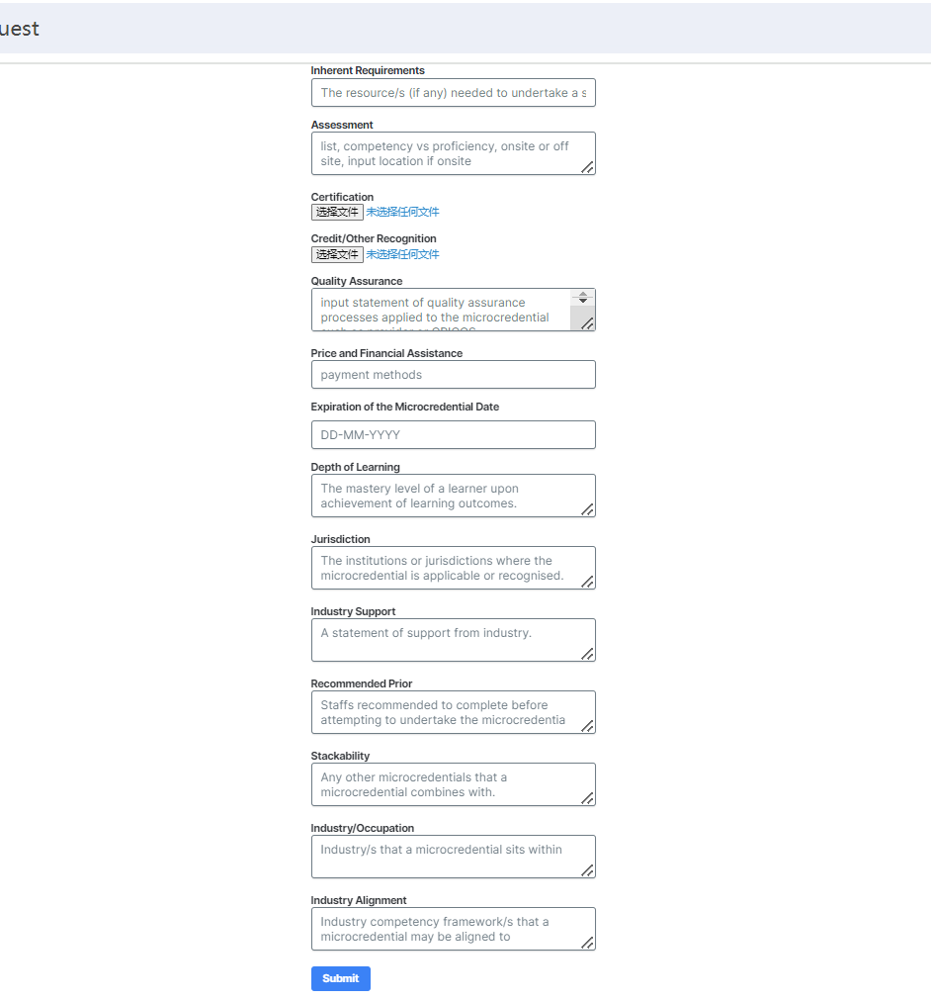 uest
Inherent Requirements
The resource/s (if any) needed to undertake a s
Assessment
list, competency vs proficiency, onsite or off
site, input location if onsite
Certification
选择文件 未选择任何文件
Credit/Other Recognition
选择文件 未选择任何文件
Quality Assurance
input statement of quality assurance
processes applied to the microcredential
Price and Financial Assistance
payment methods
Expiration of the Microcredential Date
DD-MM-YYYY
Depth of Learning
The mastery level of a learner upon
achievement of learning outcomes.
Jurisdiction
The institutions or jurisdictions where the
microcredential is applicable or recognised.
Industry Support
A statement of support from industry.
Recommended Prior
Staffs recommended to complete before
attempting to undertake the microcredentia
Stackability
Any other microcredentials that a
microcredential combines with.
Industry/Occupation
Industry/s that a microcredential sits within
Industry Alignment
Industry competency framework/s that a
microcredential may be aligned to
Submit